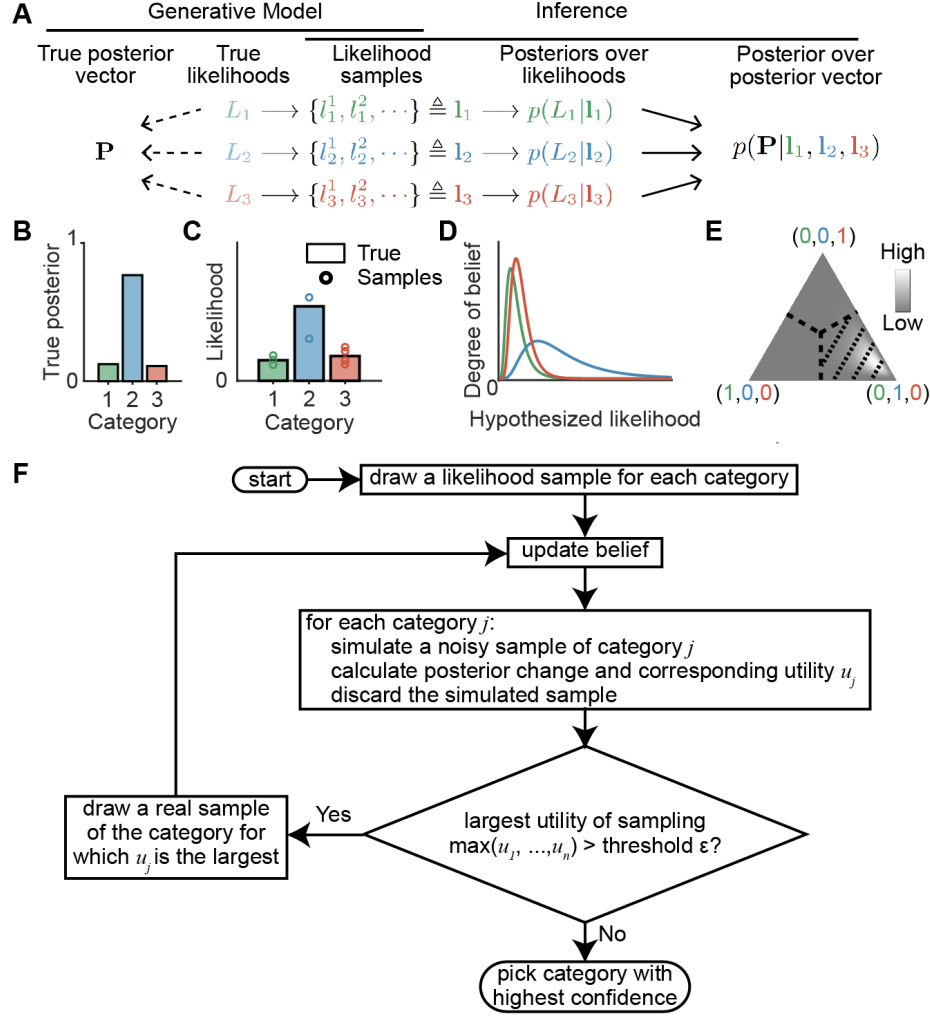 A
Generative Model
Inference
True posterior
vector
True
likelihoods
Likelihood
samples
Posteriors over
likelihoods
Posterior over
posterior vector
L₁ ⟶ {l₁¹, l₁², ⋯} ≜ l₁ ⟶ p(L₁|l₁)
P L₂ ⟶ {l₂¹, l₂², ⋯} ≜ l₂ ⟶ p(L₂|l₂) p(P|l₁, l₂, l₃)
L₃ ⟶ {l₃¹, l₃², ⋯} ≜ l₃ ⟶ p(L₃|l₃)
B
True posterior
1
0
1 2 3
Category
C
Likelihood
True
Samples
0
1 2 3
Category
D
Degree of belief
0
Hypothesized likelihood
E
(0,0,1)
High
Low
(1,0,0)
(0,1,0)
F
start
draw a likelihood sample for each category
update belief
for each category j:
simulate a noisy sample of category j
calculate posterior change and corresponding utility uⱼ
discard the simulated sample
largest utility of sampling
max(u₁, ...,uₙ) > threshold ε?
Yes
draw a real sample
of the category for
which uⱼ is the largest
No
pick category with
highest confidence